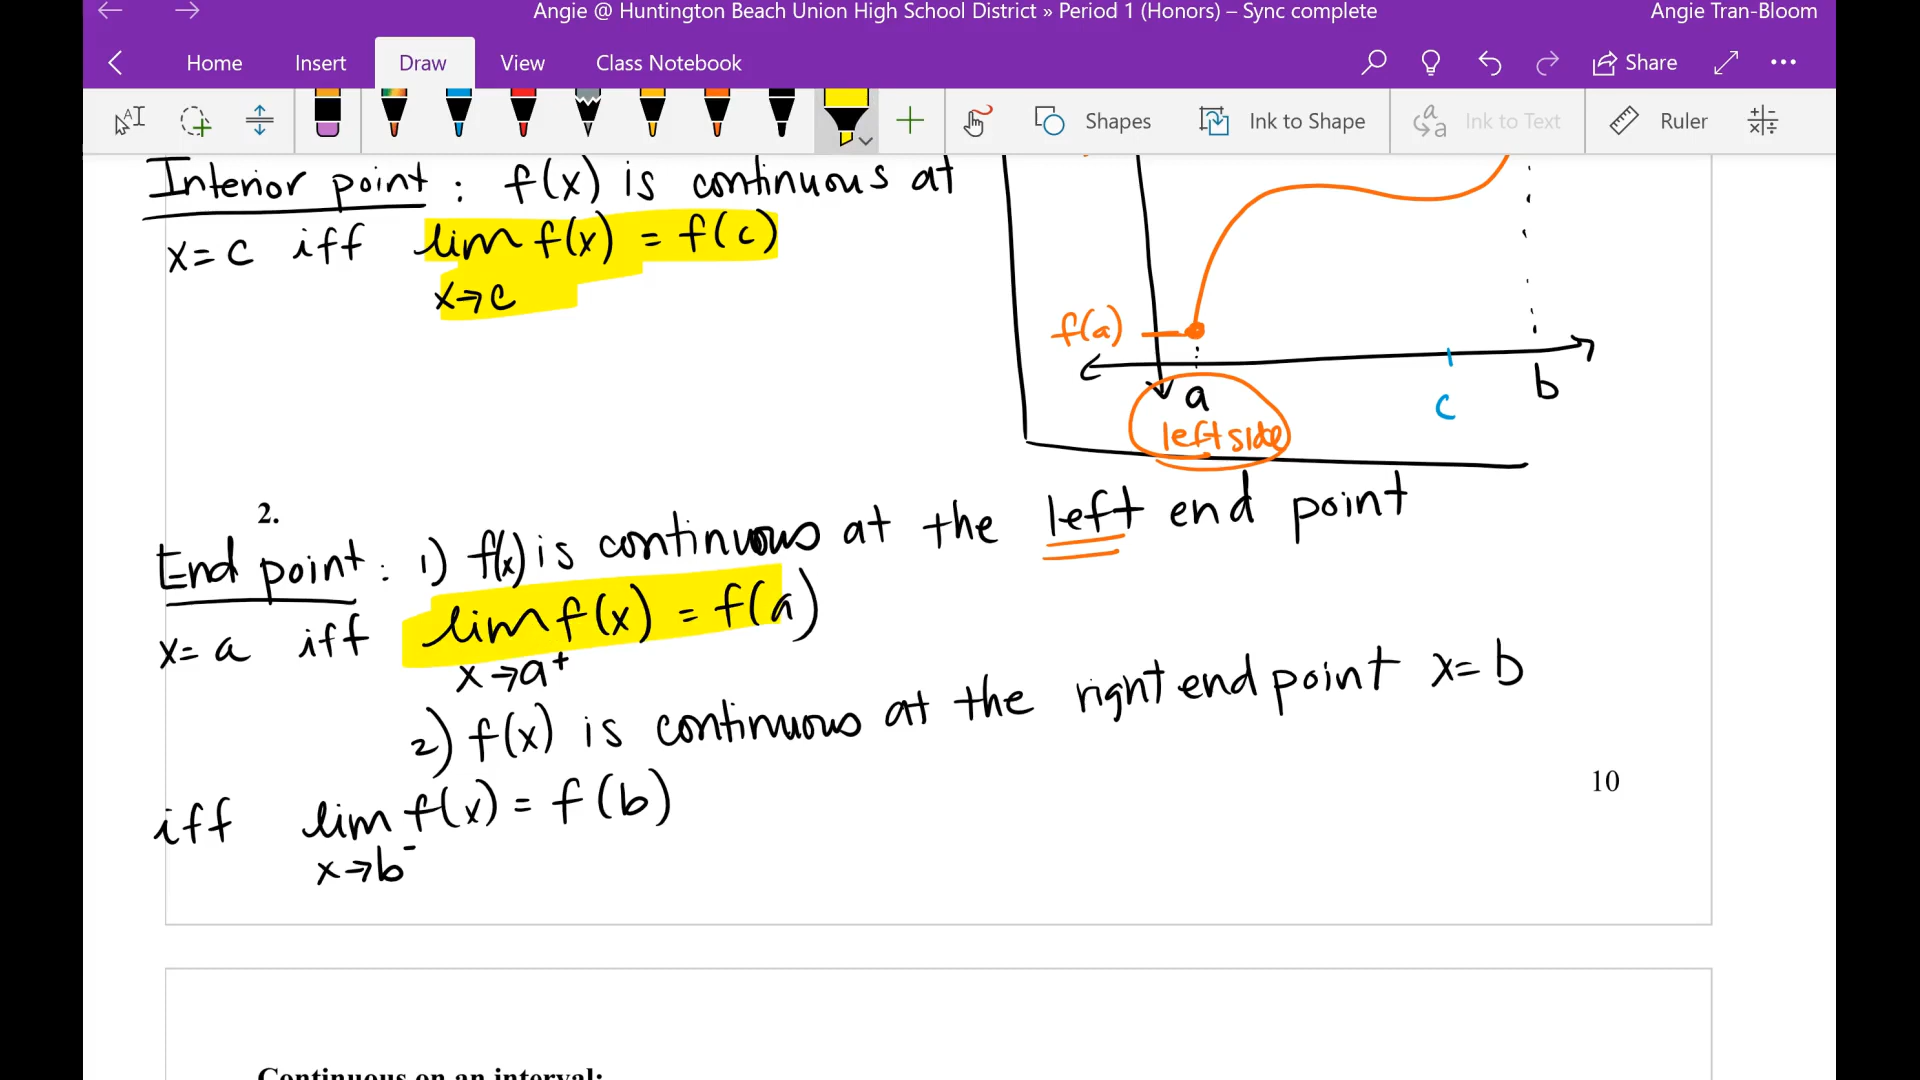 Angie @ Huntington Beach Union High School District » Period 1 (Honors) – Sync complete
Angie Tran-Bloom
Home Insert Draw View Class Notebook Share
Shapes Ink to Shape Ink to Text Ruler
Interior point : f(x) is continuous at
x = c iff lim f(x) = f(c)
x→c
f(a)
a
left side
c
b
2.
End point : 1) f(x) is continuous at the left end point
x = a iff lim f(x) = f(a)
x→a⁺
2) f(x) is continuous at the right end point x = b
iff lim f(x) = f(b)
x→b⁻
10
Continuous on an interval: